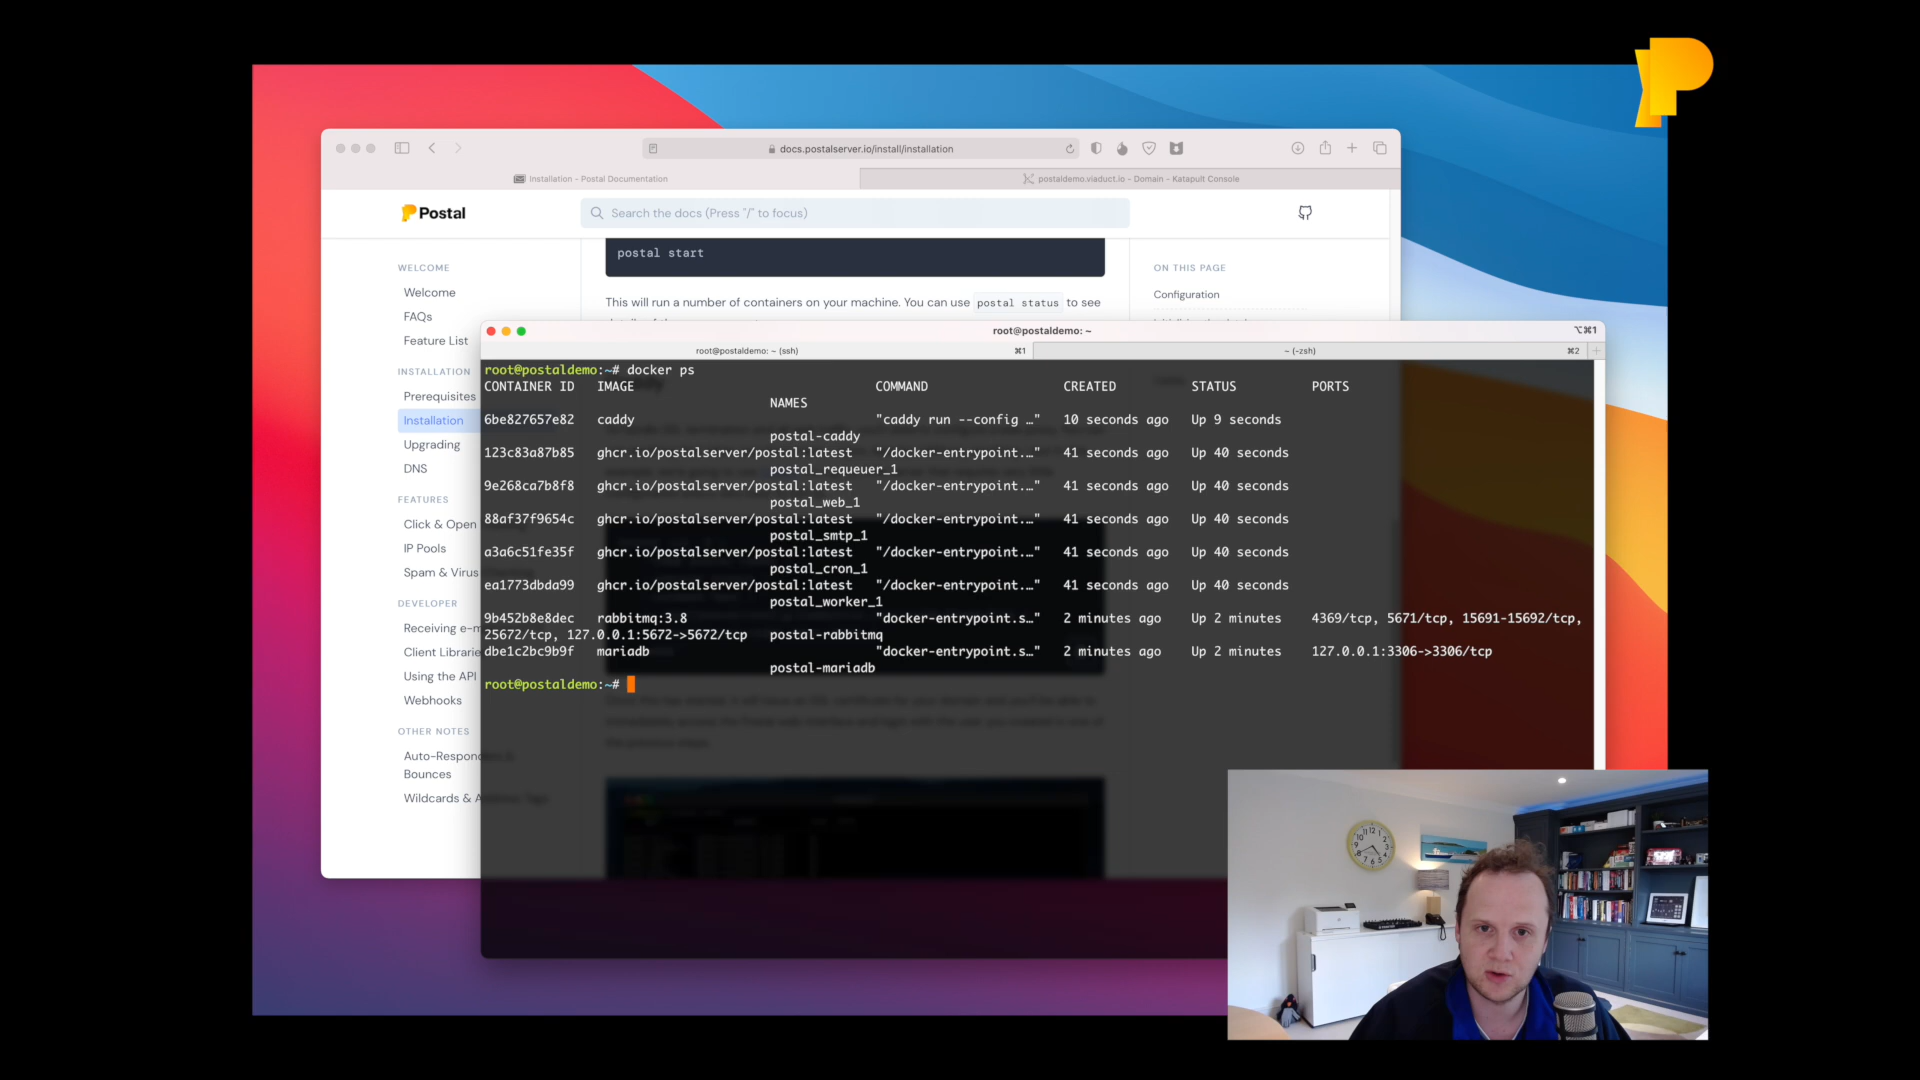 docs.postalserver.io/install/installation
Installation - Postal Documentation
postaldemo.viaduct.io - Domain - Katapult Console
Postal
Search the docs (Press "/" to focus)
postal start
This will run a number of containers on your machine. You can use postal status to see
ON THIS PAGE
Configuration
WELCOME
Welcome
FAQs
Feature List
INSTALLATION
Prerequisites
Installation
Upgrading
DNS
FEATURES
Click & Open
IP Pools
Spam & Virus
DEVELOPER
Receiving e-m
Client Librarie
Using the API
Webhooks
OTHER NOTES
Auto-Responders &
Bounces
Wildcards &
root@postaldemo: ~
⌥⌘1
root@postaldemo: ~ (ssh)
⌘1
~ (-zsh)
⌘2
root@postaldemo:~# docker ps
CONTAINER ID IMAGE COMMAND CREATED STATUS PORTS
NAMES
6be827657e82 caddy "caddy run --config …" 10 seconds ago Up 9 seconds
postal-caddy
123c83a87b85 ghcr.io/postalserver/postal:latest "/docker-entrypoint.…" 41 seconds ago Up 40 seconds
postal_requeuer_1
9e268ca7b8f8 ghcr.io/postalserver/postal:latest "/docker-entrypoint.…" 41 seconds ago Up 40 seconds
postal_web_1
88af37f9654c ghcr.io/postalserver/postal:latest "/docker-entrypoint.…" 41 seconds ago Up 40 seconds
postal_smtp_1
a3a6c51fe35f ghcr.io/postalserver/postal:latest "/docker-entrypoint.…" 41 seconds ago Up 40 seconds
postal_cron_1
ea1773dbda99 ghcr.io/postalserver/postal:latest "/docker-entrypoint.…" 41 seconds ago Up 40 seconds
postal_worker_1
9b452b8e8dec rabbitmq:3.8 "docker-entrypoint.s…" 2 minutes ago Up 2 minutes 4369/tcp, 5671/tcp, 15691-15692/tcp,
25672/tcp, 127.0.0.1:5672->5672/tcp postal-rabbitmq
dbe1c2bc9b9f mariadb "docker-entrypoint.s…" 2 minutes ago Up 2 minutes 127.0.0.1:3306->3306/tcp
postal-mariadb
root@postaldemo:~#